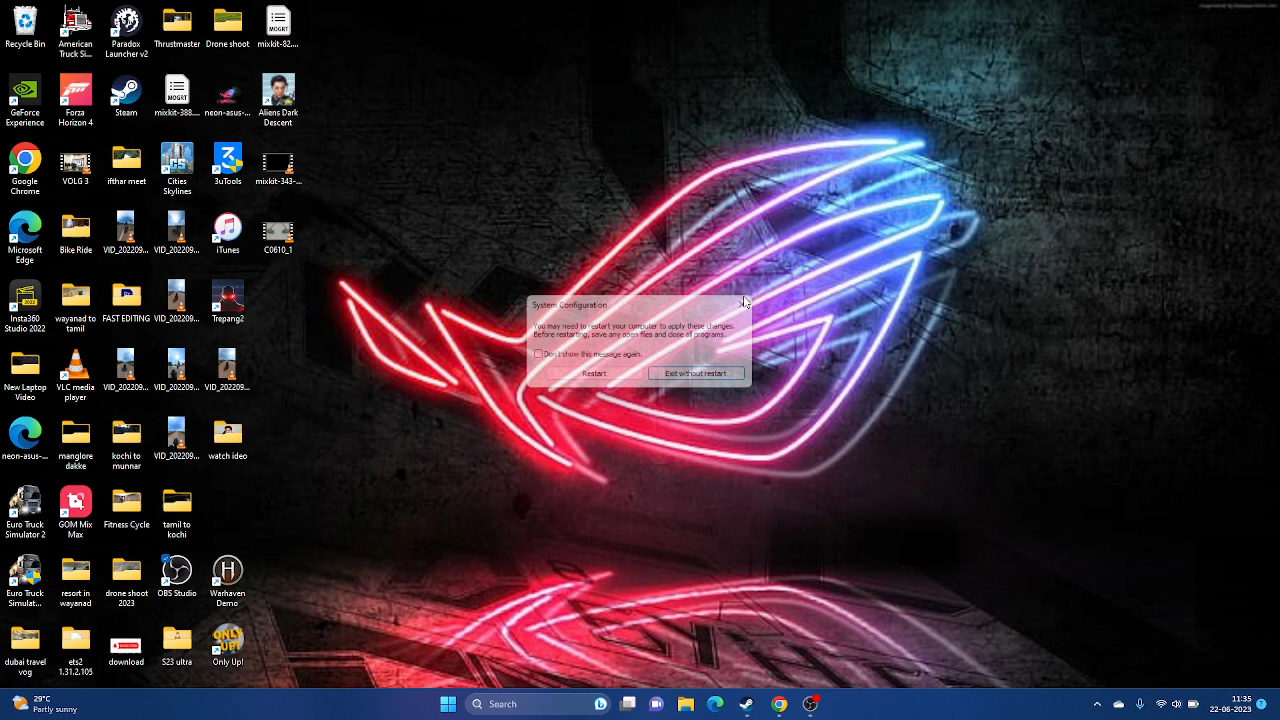 Recycle Bin
American
Truck Si...
Paradox
Launcher v2
Thrustmaster
Drone shoot
MOGRT
mixkit-82...
GeForce
Experience
Forza
Horizon 4
Steam
MOGRT
mixkit-388...
neon-asus-...
Aliens Dark
Descent
Google
Chrome
VOLG 3
ifthar meet
Cities
Skylines
3uTools
mixkit-343-...
Microsoft
Edge
Bike Ride
VID_202209...
VID_202209...
iTunes
C0610_1
2022
Insta360
Studio 2022
wayanad to
tamil
FAST EDITING
VID_202209...
Trepang2
New Laptop
Video
VLC media
player
VID_202209...
VID_202209...
VID_202209...
neon-asus-...
manglore
dakke
kochi to
munnar
VID_202209...
watch ideo
Euro Truck
Simulator 2
GOM Mix
Max
Fitness Cycle
tamil to
kochi
Euro Truck
Simulat...
resort in
wayanad
drone shoot
2023
OBS Studio
Warhaven
Demo
dubai travel
vog
ets2
1.31.2.105
download
S23 ultra
ONLY
UP!
Only Up!
System Configuration
You may need to restart your computer to apply these changes.
Before restarting, save any open files and close all programs.
Don't show this message again.
Restart
Exit without restart
29°C
Partly sunny
Search
11:35
22-06-2023